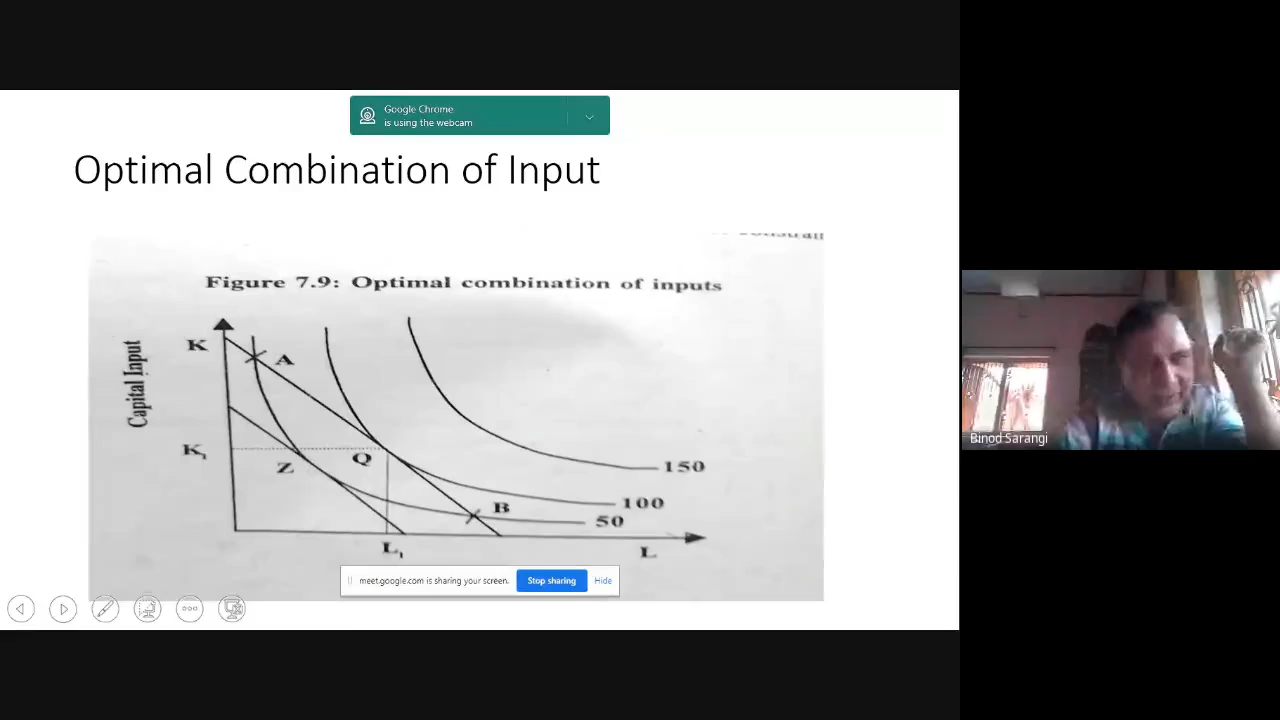 Google Chrome
is using the webcam
Optimal Combination of Input
Figure 7.9: Optimal combination of inputs
K
A
Capital Input
K₁
Z
Q
150
B
100
50
L₁
L
meet.google.com is sharing your screen.
Stop sharing
Hide
Binod Sarangi